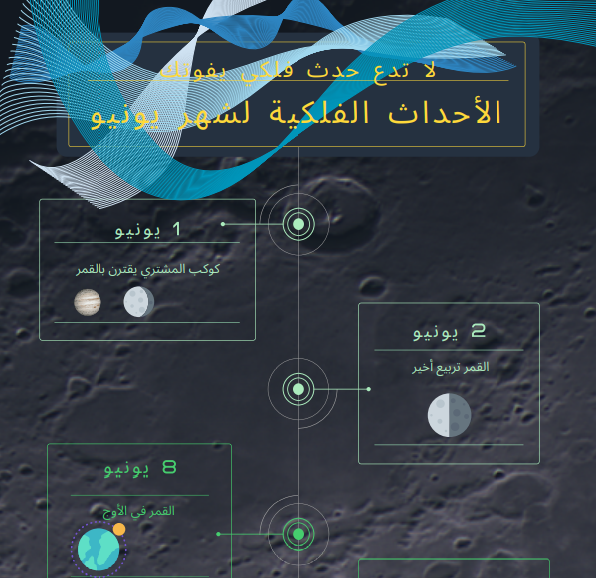 لا تدع حدث فلكي يفوتك
الأحداث الفلكية لشهر يونيو
1 يونيو
كوكب المشتري يقترن بالقمر
2 يونيو
القمر تربيع أخير
8 يونيو
القمر في الأوج